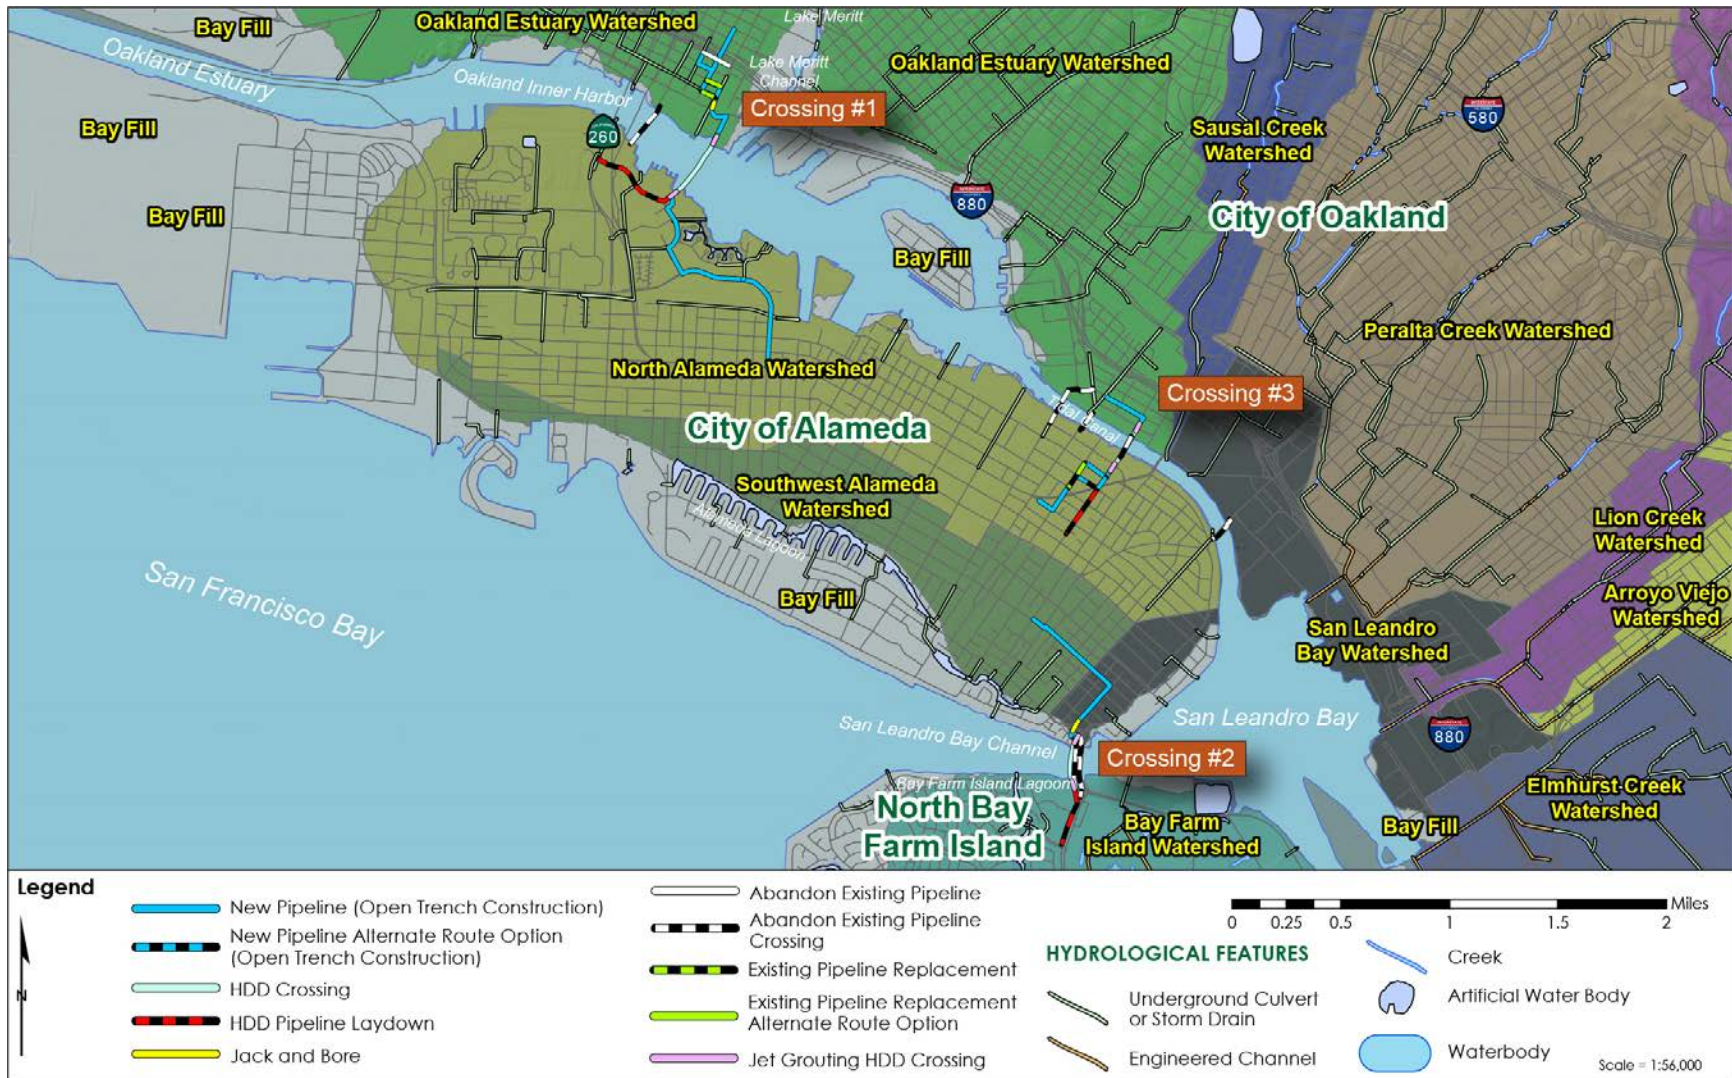 Bay Fill
Oakland Estuary Watershed
Lake Meritt
Oakland Estuary
Oakland Inner Harbor
Lake Meritt
Channel
Oakland Estuary Watershed
Crossing #1
Bay Fill
260
580
Sausal Creek
Watershed
880
Bay Fill
City of Oakland
Bay Fill
Peralta Creek Watershed
North Alameda Watershed
Crossing #3
Tidal Canal
City of Alameda
Southwest Alameda
Watershed
Alameda Lagoon
Lion Creek
Watershed
San Francisco Bay
Bay Fill
Arroyo Viejo
Watershed
San Leandro
Bay Watershed
San Leandro Bay
San Leandro Bay Channel
880
Crossing #2
Bay Farm Island Lagoon
North Bay
Farm Island
Bay Farm
Island Watershed
Elmhurst Creek
Watershed
Bay Fill
Legend
N
New Pipeline (Open Trench Construction)
New Pipeline Alternate Route Option
(Open Trench Construction)
HDD Crossing
HDD Pipeline Laydown
Jack and Bore
Abandon Existing Pipeline
Abandon Existing Pipeline
Crossing
Existing Pipeline Replacement
Existing Pipeline Replacement
Alternate Route Option
Jet Grouting HDD Crossing
Miles
0 0.25 0.5 1 1.5 2
HYDROLOGICAL FEATURES
Underground Culvert
or Storm Drain
Engineered Channel
Creek
Artificial Water Body
Waterbody
Scale = 1:56,000